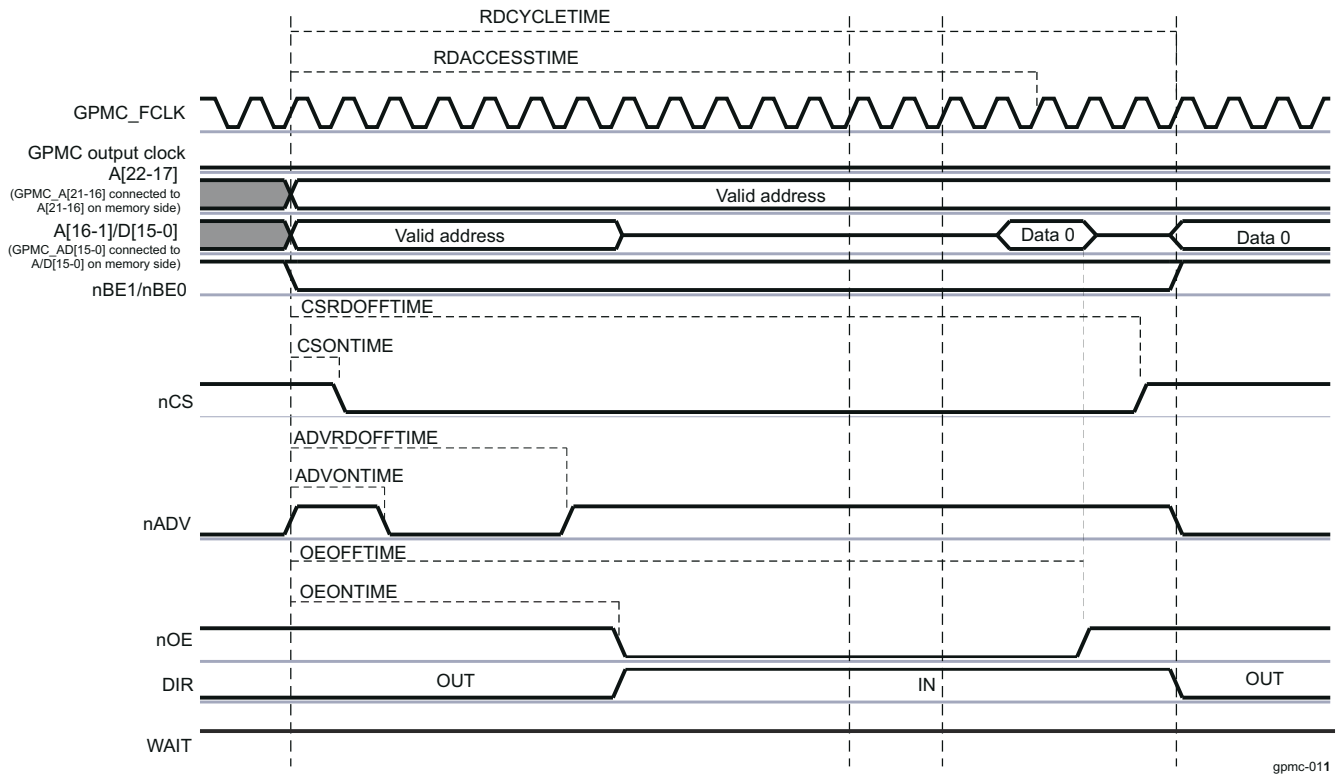 RDCYCLETIME
RDACCESSTIME
GPMC_FCLK
GPMC output clock
A[22-17]
(GPMC_A[21-16] connected to
A[21-16] on memory side)
Valid address
A[16-1]/D[15-0]
(GPMC_AD[15-0] connected to
A/D[15-0] on memory side)
Valid address
Data 0
Data 0
nBE1/nBE0
CSRDOFFTIME
CSONTIME
nCS
ADVRDOFFTIME
ADVONTIME
nADV
OEOFFTIME
OEONTIME
nOE
DIR
OUT
IN
OUT
WAIT
gpmc-011